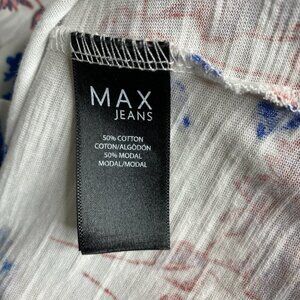 MAX
JEANS
50% COTTON
COTON/ALGODÓN
50% MODAL
MODAL/MODAL